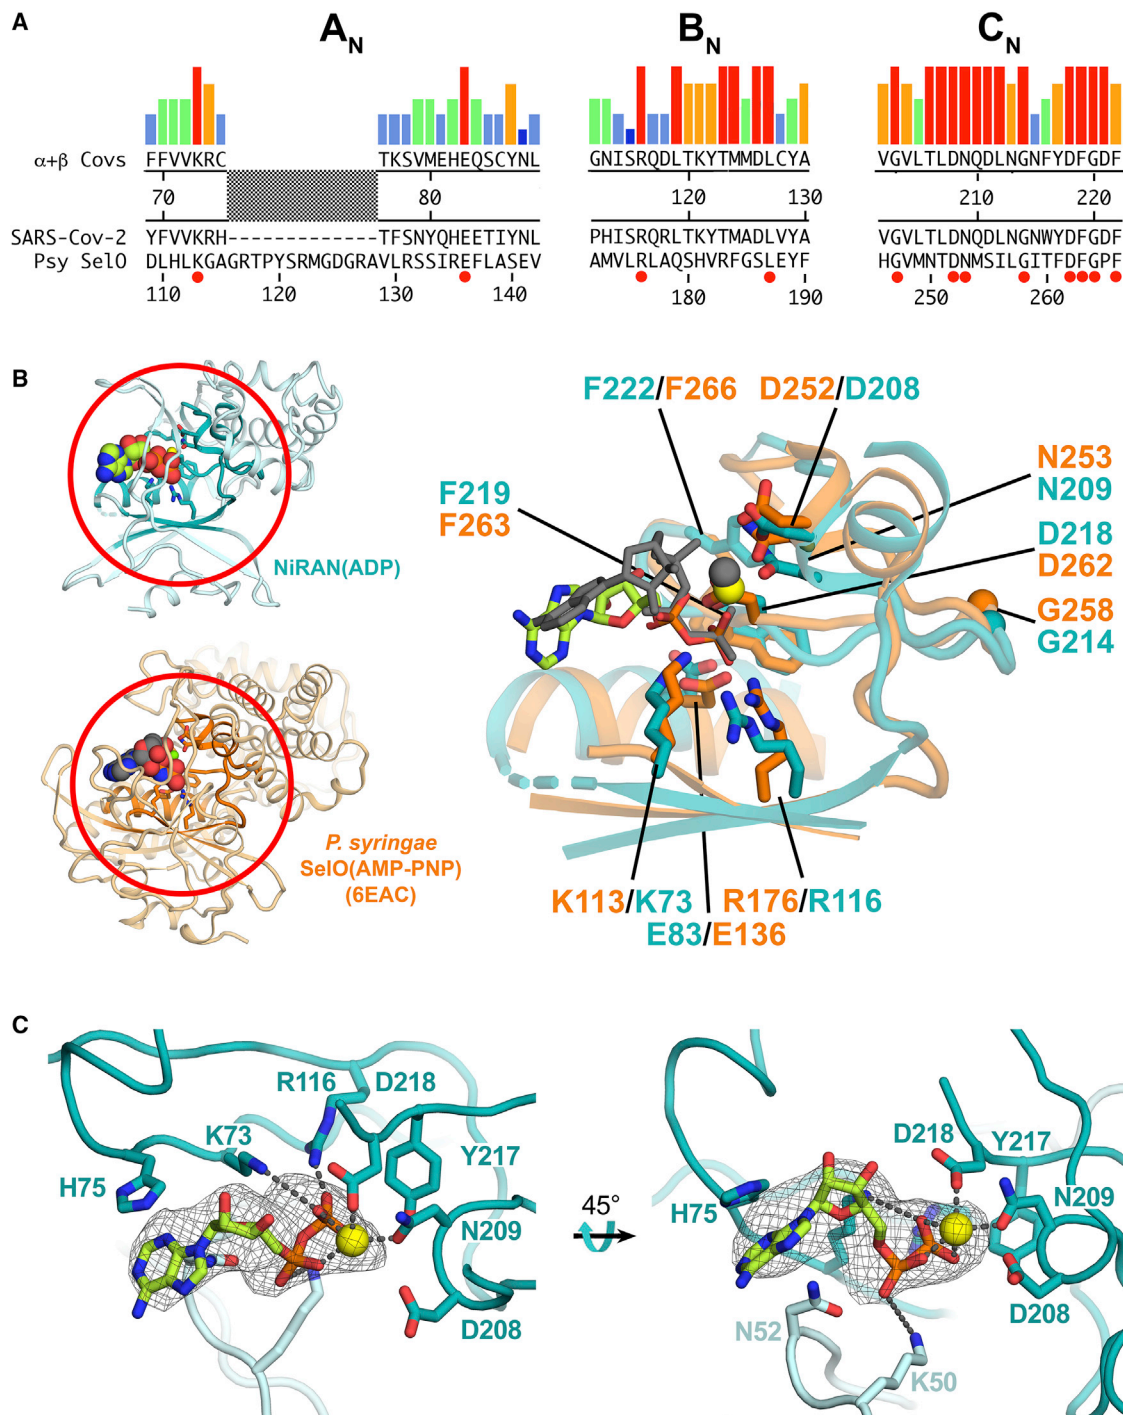 A
A_N B_N C_N
α+β Covs FFVVKRC TKSVMEHEQSCYNL GNISRQDLTKYTMMDLCYA VGVLTLDNQDLNGNFYDFGDF
70 80 120 130 210 220
SARS-Cov-2 YFVVKRH-------------TFSNYQHEETIYNL PHISRQRLTKYTMADLVYA VGVLTLDNQDLNGNWYDFGDF
Psy SelO DLHLKGAGRTPYSRMGDGRAVLRSSIREFLASEV AMVLRLAQSHVRFGSLEYF HGVMNTDNMSILGITFDFGPF
110 130 140 180 190 250 260
B
NiRAN(ADP)
P. syringae
SelO(AMP-PNP)
(6EAC)
F222/F266 D252/D208
F219
F263
N253
N209
D218
D262
G258
G214
K113/K73 R176/R116
E83/E136
C
R116 D218
K73
Y217
H75
N209
D208
45°
D218 Y217
H75
N209
D208
N52
K50